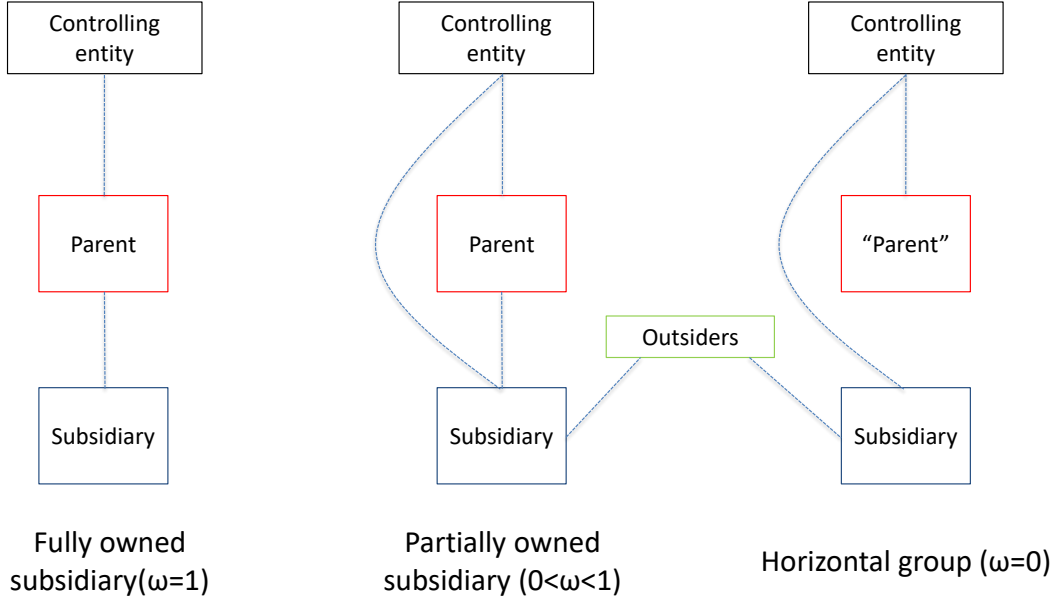 Controlling
entity
Controlling
entity
Controlling
entity
Parent
Parent
“Parent”
Outsiders
Subsidiary
Subsidiary
Subsidiary
Fully owned
subsidiary(ω=1)
Partially owned
subsidiary (0<ω<1)
Horizontal group (ω=0)